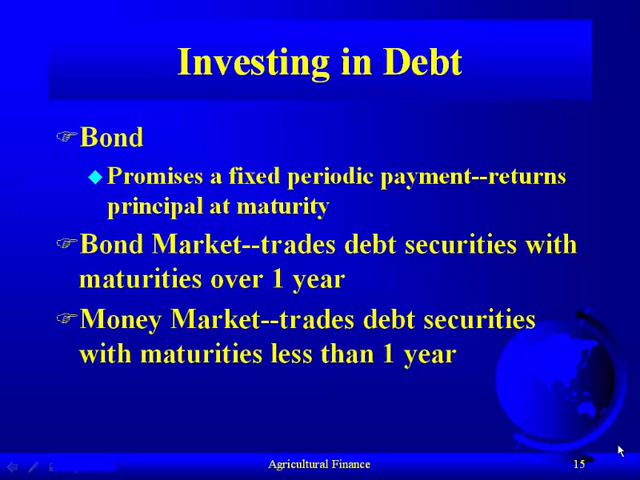 Investing in Debt
Bond
Promises a fixed periodic payment--returns
principal at maturity
Bond Market--trades debt securities with
maturities over 1 year
Money Market--trades debt securities
with maturities less than 1 year
Agricultural Finance 15